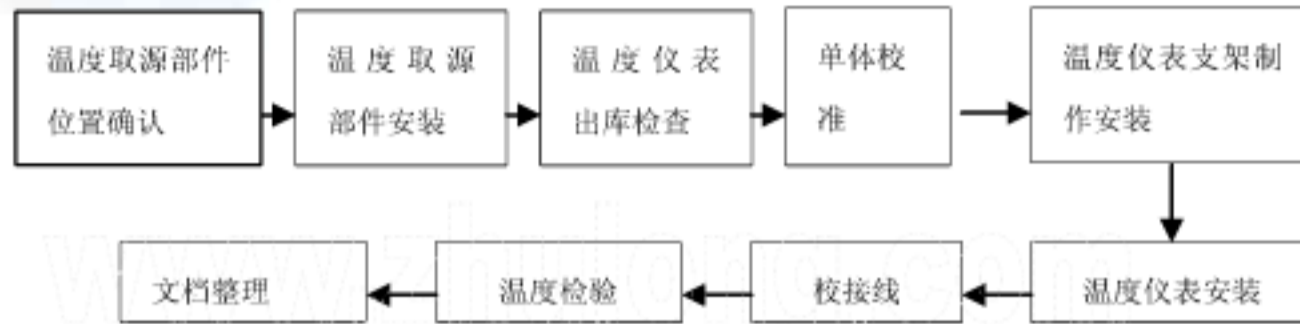 温度取源部件
位置确认
温度取源
部件安装
温度仪表
出库检查
单体校
准
温度仪表支架制
作安装
温度仪表安装
校接线
温度检验
文档整理
www.zhulong.com